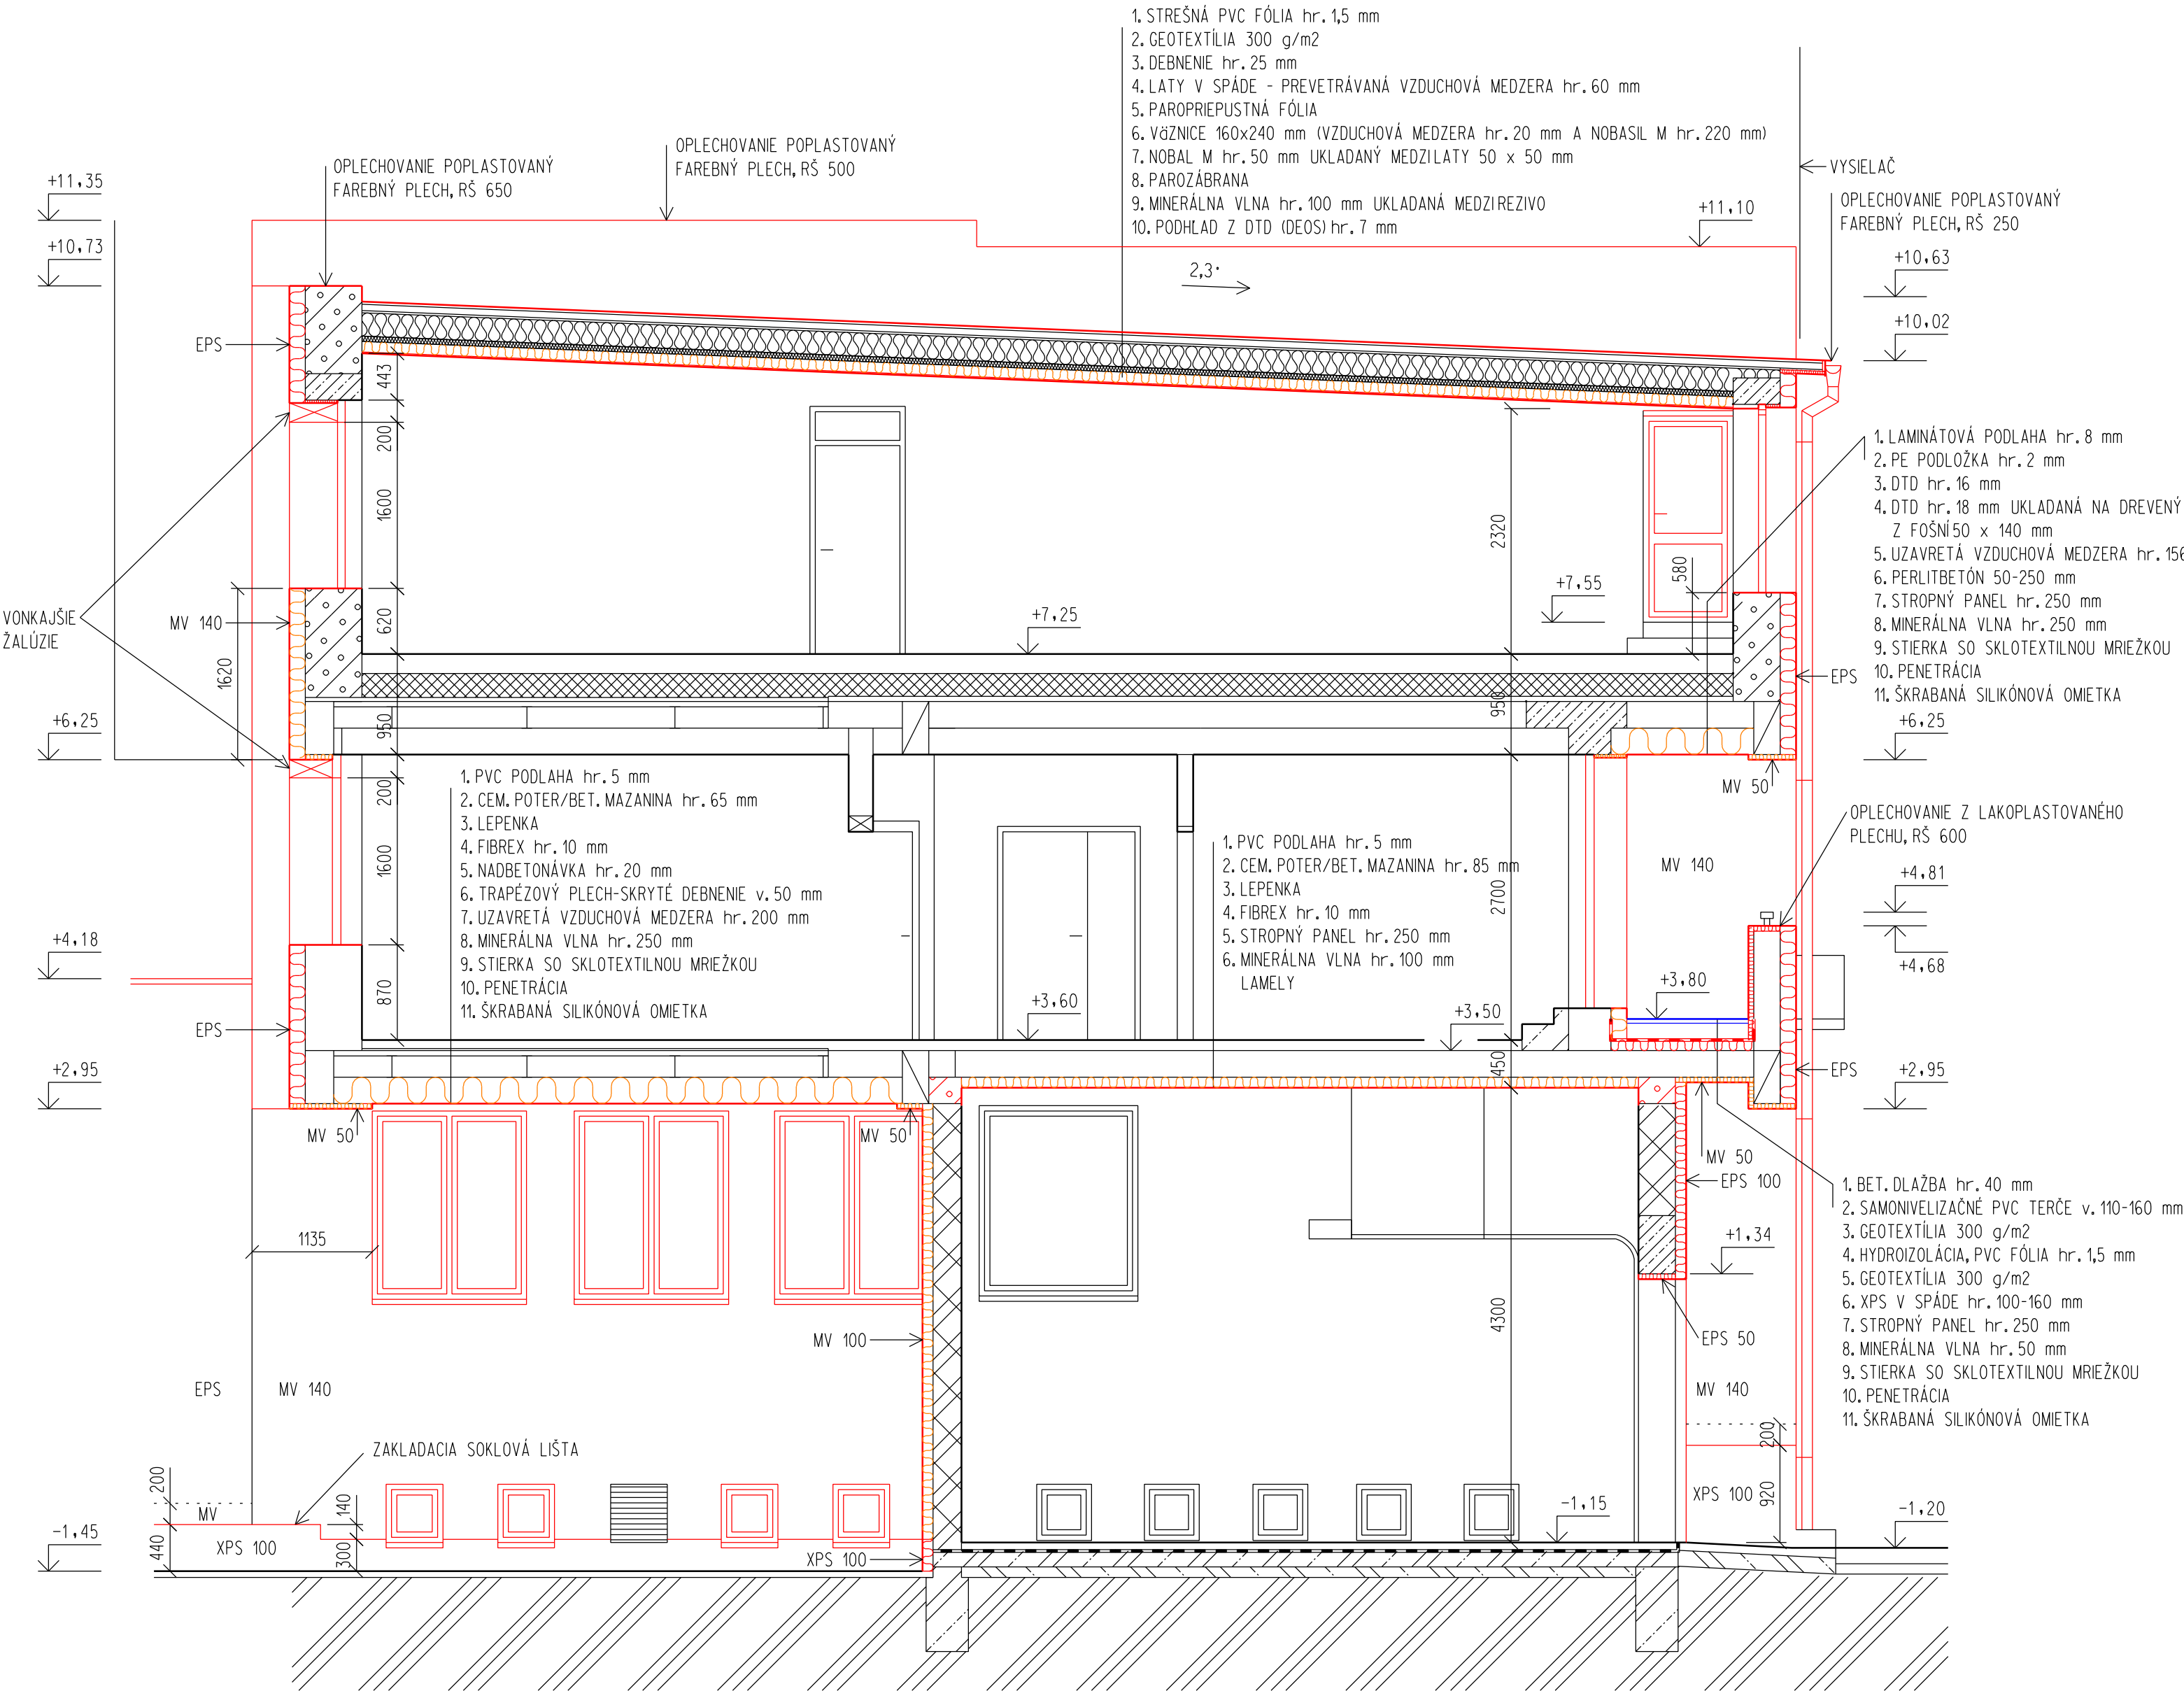 1. STREŠNÁ PVC FÓLIA hr. 1,5 mm
2. GEOTEXTÍLIA 300 g/m2
3. DEBNENIE hr. 25 mm
4. LATY V SPÁDE - PREVETRÁVANÁ VZDUCHOVÁ MEDZERA hr. 60 mm
5. PAROPRIEPUSTNÁ FÓLIA
6. VäZNICE 160x240 mm (VZDUCHOVÁ MEDZERA hr. 20 mm A NOBASIL M hr. 220 mm)
7. NOBAL M hr. 50 mm UKLADANÝ MEDZI LATY 50 x 50 mm
8. PAROZÁBRANA
9. MINERÁLNA VLNA hr. 100 mm UKLADANÁ MEDZI REZIVO
10. PODHĽAD Z DTD (DEOS) hr. 7 mm
OPLECHOVANIE POPLASTOVANÝ
FAREBNÝ PLECH, RŠ 650
OPLECHOVANIE POPLASTOVANÝ
FAREBNÝ PLECH, RŠ 500
VYSIELAČ
OPLECHOVANIE POPLASTOVANÝ
FAREBNÝ PLECH, RŠ 250
+11,35
+10,73
+11,10
+10,63
+10,02
2,3°
EPS
443
200
1600
620
950
VONKAJŠIE
ŽALÚZIE
MV 140
1620
+6,25
+7,25
+7,55
2320
580
950
1. LAMINÁTOVÁ PODLAHA hr. 8 mm
2. PE PODLOŽKA hr. 2 mm
3. DTD hr. 16 mm
4. DTD hr. 18 mm UKLADANÁ NA DREVENÝ
Z FOŠNÍ 50 x 140 mm
5. UZAVRETÁ VZDUCHOVÁ MEDZERA hr. 156
6. PERLITBETÓN 50-250 mm
7. STROPNÝ PANEL hr. 250 mm
8. MINERÁLNA VLNA hr. 250 mm
9. STIERKA SO SKLOTEXTILNOU MRIEŽKOU
10. PENETRÁCIA
11. ŠKRABANÁ SILIKÓNOVÁ OMIETKA
EPS
+6,25
MV 50
200
1600
870
1. PVC PODLAHA hr. 5 mm
2. CEM. POTER/BET. MAZANINA hr. 65 mm
3. LEPENKA
4. FIBREX hr. 10 mm
5. NADBETONÁVKA hr. 20 mm
6. TRAPÉZOVÝ PLECH-SKRYTÉ DEBNENIE v. 50 mm
7. UZAVRETÁ VZDUCHOVÁ MEDZERA hr. 200 mm
8. MINERÁLNA VLNA hr. 250 mm
9. STIERKA SO SKLOTEXTILNOU MRIEŽKOU
10. PENETRÁCIA
11. ŠKRABANÁ SILIKÓNOVÁ OMIETKA
1. PVC PODLAHA hr. 5 mm
2. CEM. POTER/BET. MAZANINA hr. 85 mm
3. LEPENKA
4. FIBREX hr. 10 mm
5. STROPNÝ PANEL hr. 250 mm
6. MINERÁLNA VLNA hr. 100 mm
LAMELY
2700
MV 140
OPLECHOVANIE Z LAKOPLASTOVANÉHO
PLECHU, RŠ 600
+4,81
+4,68
+4,18
EPS
+3,60
+3,50
+3,80
450
+2,95
EPS
+2,95
MV 50
MV 50
MV 50
EPS 100
1. BET. DLAŽBA hr. 40 mm
2. SAMONIVELIZAČNÉ PVC TERČE v. 110-160 mm
3. GEOTEXTÍLIA 300 g/m2
4. HYDROIZOLÁCIA, PVC FÓLIA hr. 1,5 mm
5. GEOTEXTÍLIA 300 g/m2
6. XPS V SPÁDE hr. 100-160 mm
7. STROPNÝ PANEL hr. 250 mm
8. MINERÁLNA VLNA hr. 50 mm
9. STIERKA SO SKLOTEXTILNOU MRIEŽKOU
10. PENETRÁCIA
11. ŠKRABANÁ SILIKÓNOVÁ OMIETKA
1135
+1,34
4300
MV 100
EPS 50
EPS
MV 140
MV 140
ZAKLADACIA SOKLOVÁ LIŠTA
200
MV
140
200
XPS 100
920
-1,15
-1,20
-1,45
440
XPS 100
300
XPS 100